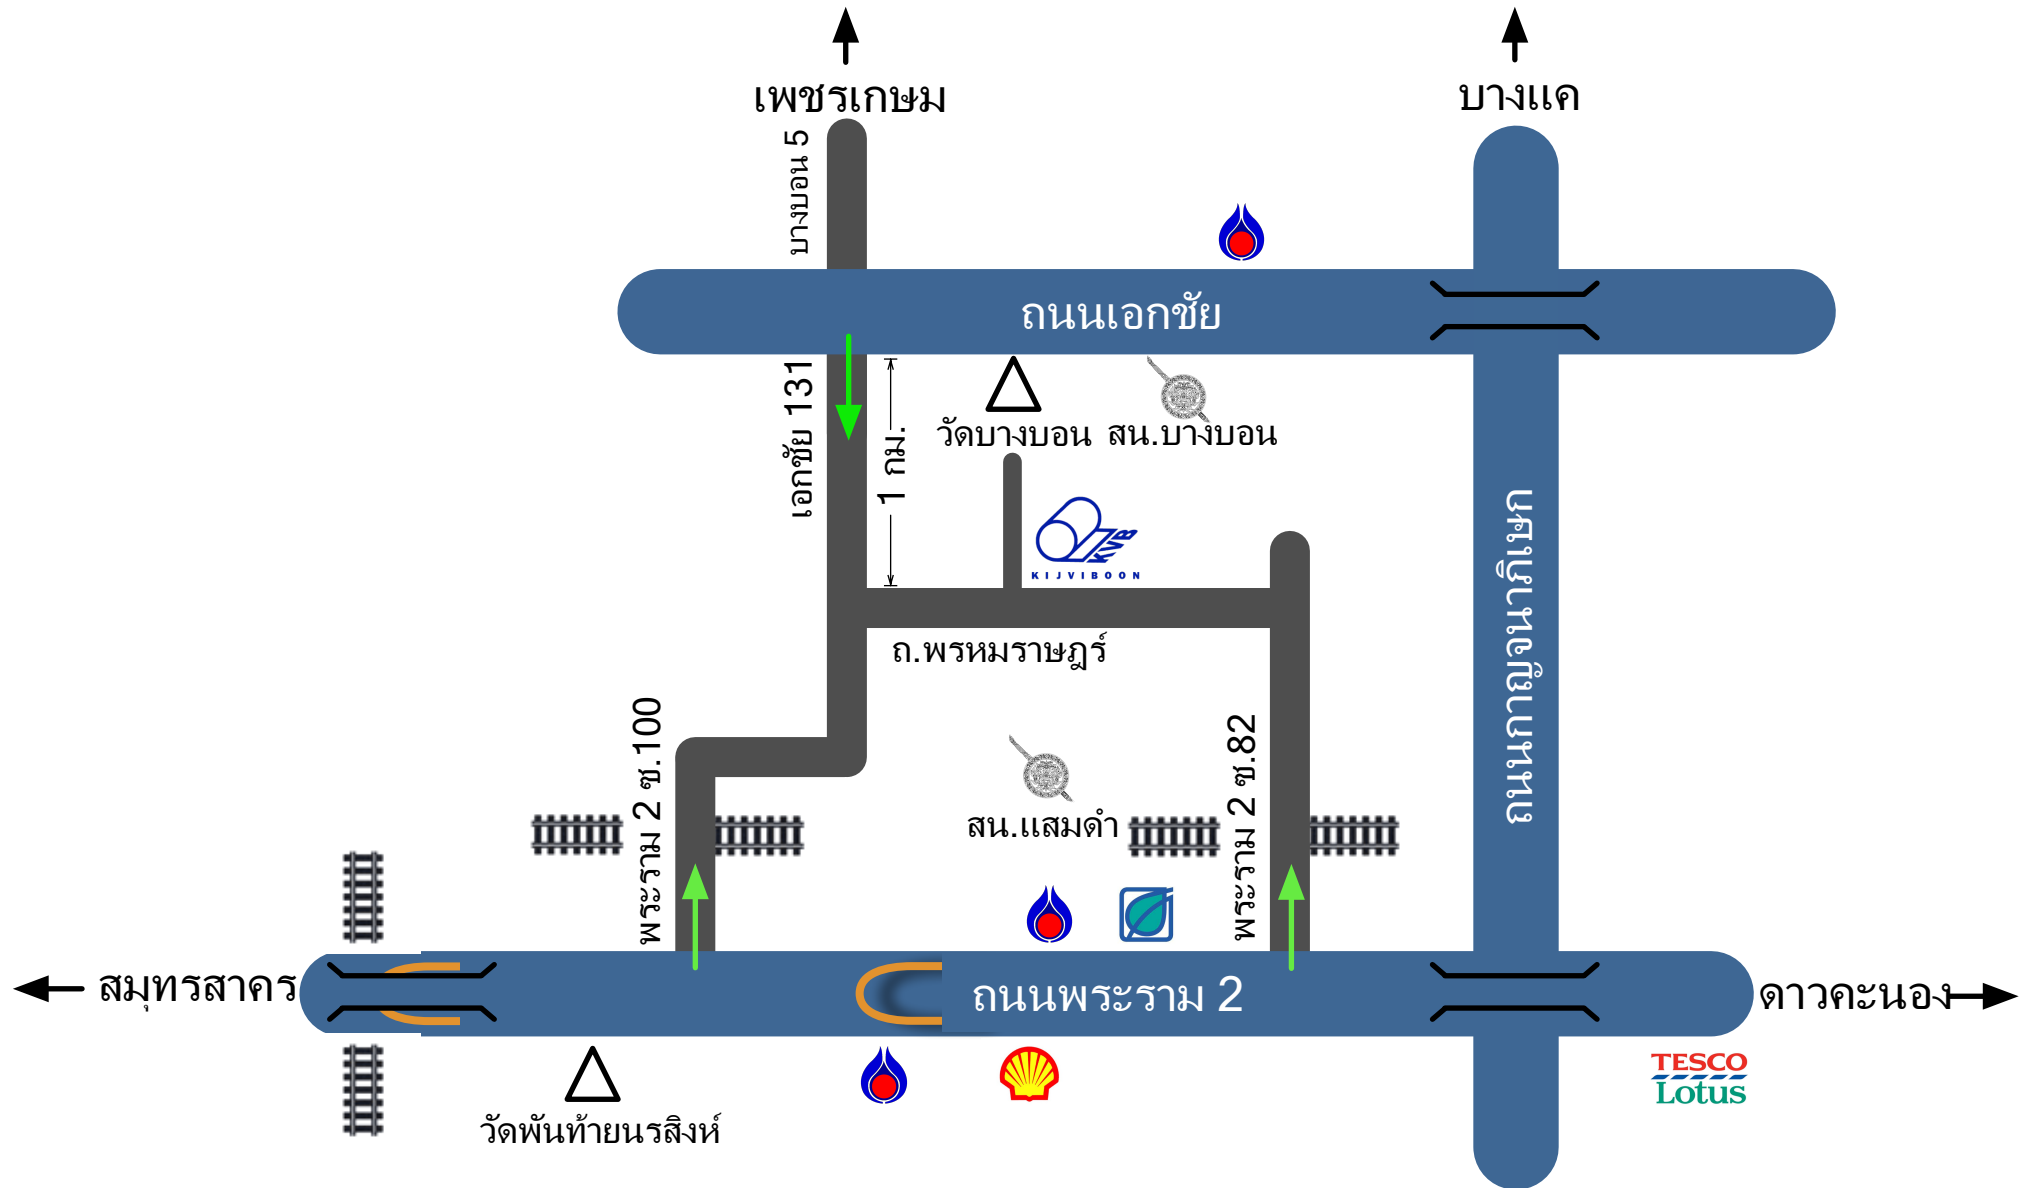 เพชรเกษม
บางแค
บางบอน 5
ถนนเอกชัย
เอกชัย 131
1 กม.
วัดบางบอน
สน.บางบอน
KVB
KIJVIBOON
ถนนกาญจนาภิเษก
ถ.พรหมราษฎร์
พระราม 2 ซ.100
พระราม 2 ซ.82
สน.แสมดำ
สมุทรสาคร
ถนนพระราม 2
ดาวคะนอง
TESCO
Lotus
วัดพันท้ายนรสิงห์